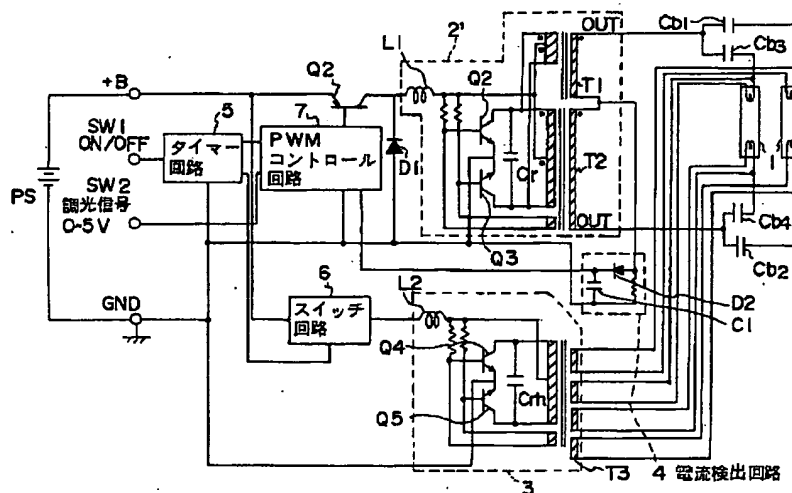 OUT
Cb1
Cb3
2'
L1
Q2
+B
Q2
T1
5
7
SW1
ON/OFF
タイマー
回路
PWM
コントロール
回路
D1
Cr
T2
1
PS
SW2
調光信号
0~5V
OUT
Q3
Cb4
Cb2
6
L2
D2
C1
GND
スイッチ
回路
Q4
Crh
Q5
T3
4 電流検出回路
3